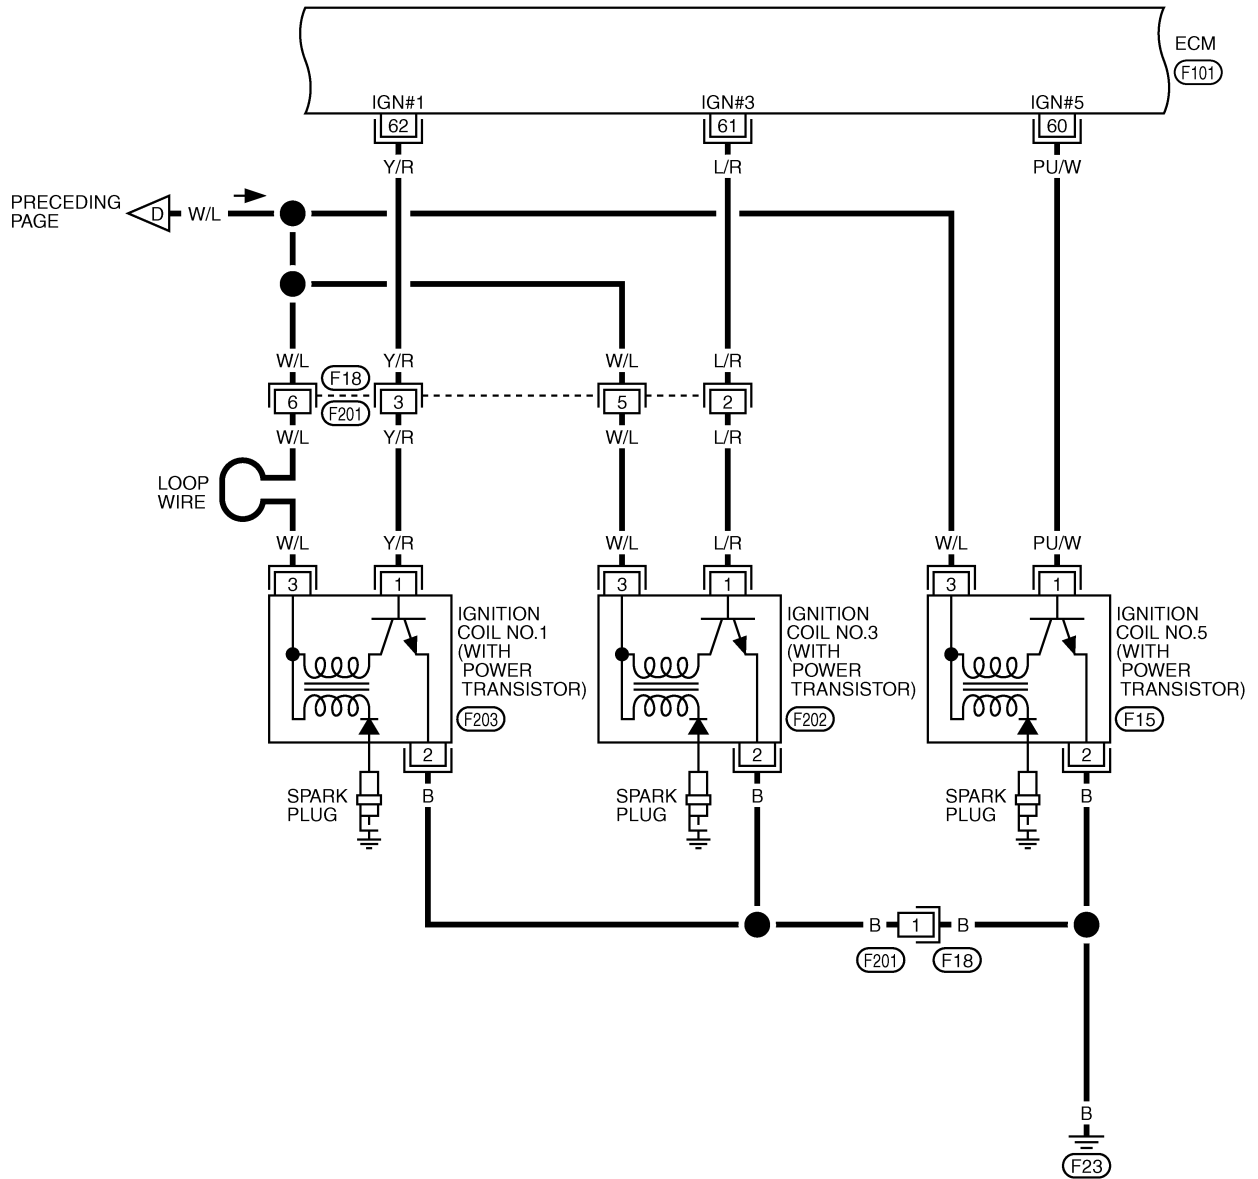 ECM
F101
IGN#1
IGN#3
IGN#5
62
61
60
Y/R
L/R
PU/W
PRECEDING
PAGE
D
W/L
W/L
Y/R
W/L
L/R
F18
6
3
5
2
F201
W/L
Y/R
W/L
L/R
LOOP
WIRE
W/L
Y/R
W/L
L/R
W/L
PU/W
3
1
3
1
3
1
IGNITION
COIL NO.1
(WITH
POWER
TRANSISTOR)
F203
IGNITION
COIL NO.3
(WITH
POWER
TRANSISTOR)
F202
IGNITION
COIL NO.5
(WITH
POWER
TRANSISTOR)
F15
2
2
2
SPARK
PLUG
B
SPARK
PLUG
B
SPARK
PLUG
B
B
1
B
F201
F18
B
F23